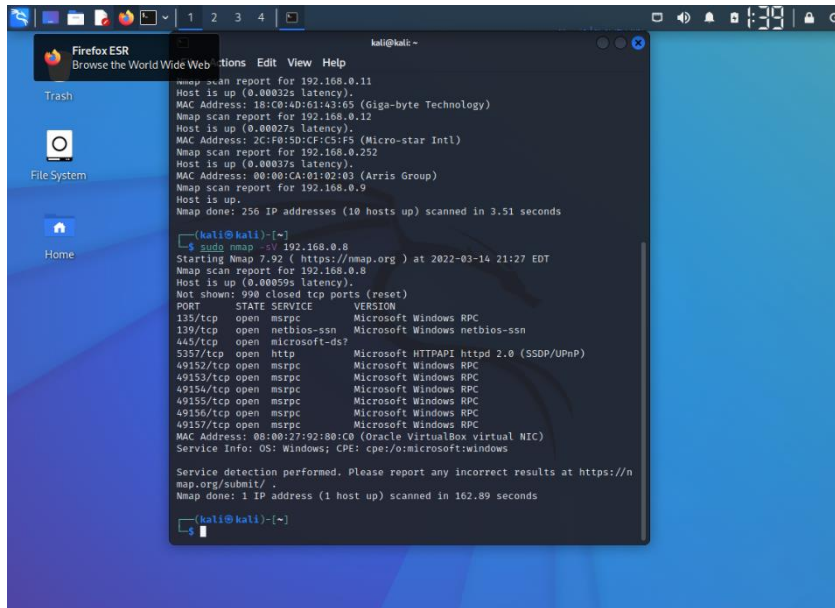 1 2 3 4
1:39
Firefox ESR
Browse the World Wide Web
kali@kali: ~
ctions Edit View Help
Trash
File System
Home
Nmap scan report for 192.168.0.11
Host is up (0.00032s latency).
MAC Address: 18:C0:4D:61:43:65 (Giga-byte Technology)
Nmap scan report for 192.168.0.12
Host is up (0.00027s latency).
MAC Address: 2C:F0:5D:CF:C5:F5 (Micro-star Intl)
Nmap scan report for 192.168.0.252
Host is up (0.00037s latency).
MAC Address: 00:00:CA:01:02:03 (Arris Group)
Nmap scan report for 192.168.0.9
Host is up.
Nmap done: 256 IP addresses (10 hosts up) scanned in 3.51 seconds
┌──(kali㉿kali)-[~]
└─$ sudo nmap -sV 192.168.0.8
Starting Nmap 7.92 ( https://nmap.org ) at 2022-03-14 21:27 EDT
Nmap scan report for 192.168.0.8
Host is up (0.00059s latency).
Not shown: 990 closed tcp ports (reset)
PORT STATE SERVICE VERSION
135/tcp open msrpc Microsoft Windows RPC
139/tcp open netbios-ssn Microsoft Windows netbios-ssn
445/tcp open microsoft-ds?
5357/tcp open http Microsoft HTTPAPI httpd 2.0 (SSDP/UPnP)
49152/tcp open msrpc Microsoft Windows RPC
49153/tcp open msrpc Microsoft Windows RPC
49154/tcp open msrpc Microsoft Windows RPC
49155/tcp open msrpc Microsoft Windows RPC
49156/tcp open msrpc Microsoft Windows RPC
49157/tcp open msrpc Microsoft Windows RPC
MAC Address: 08:00:27:92:80:C0 (Oracle VirtualBox virtual NIC)
Service Info: OS: Windows; CPE: cpe:/o:microsoft:windows
Service detection performed. Please report any incorrect results at https://n
map.org/submit/ .
Nmap done: 1 IP address (1 host up) scanned in 162.89 seconds
┌──(kali㉿kali)-[~]
└─$